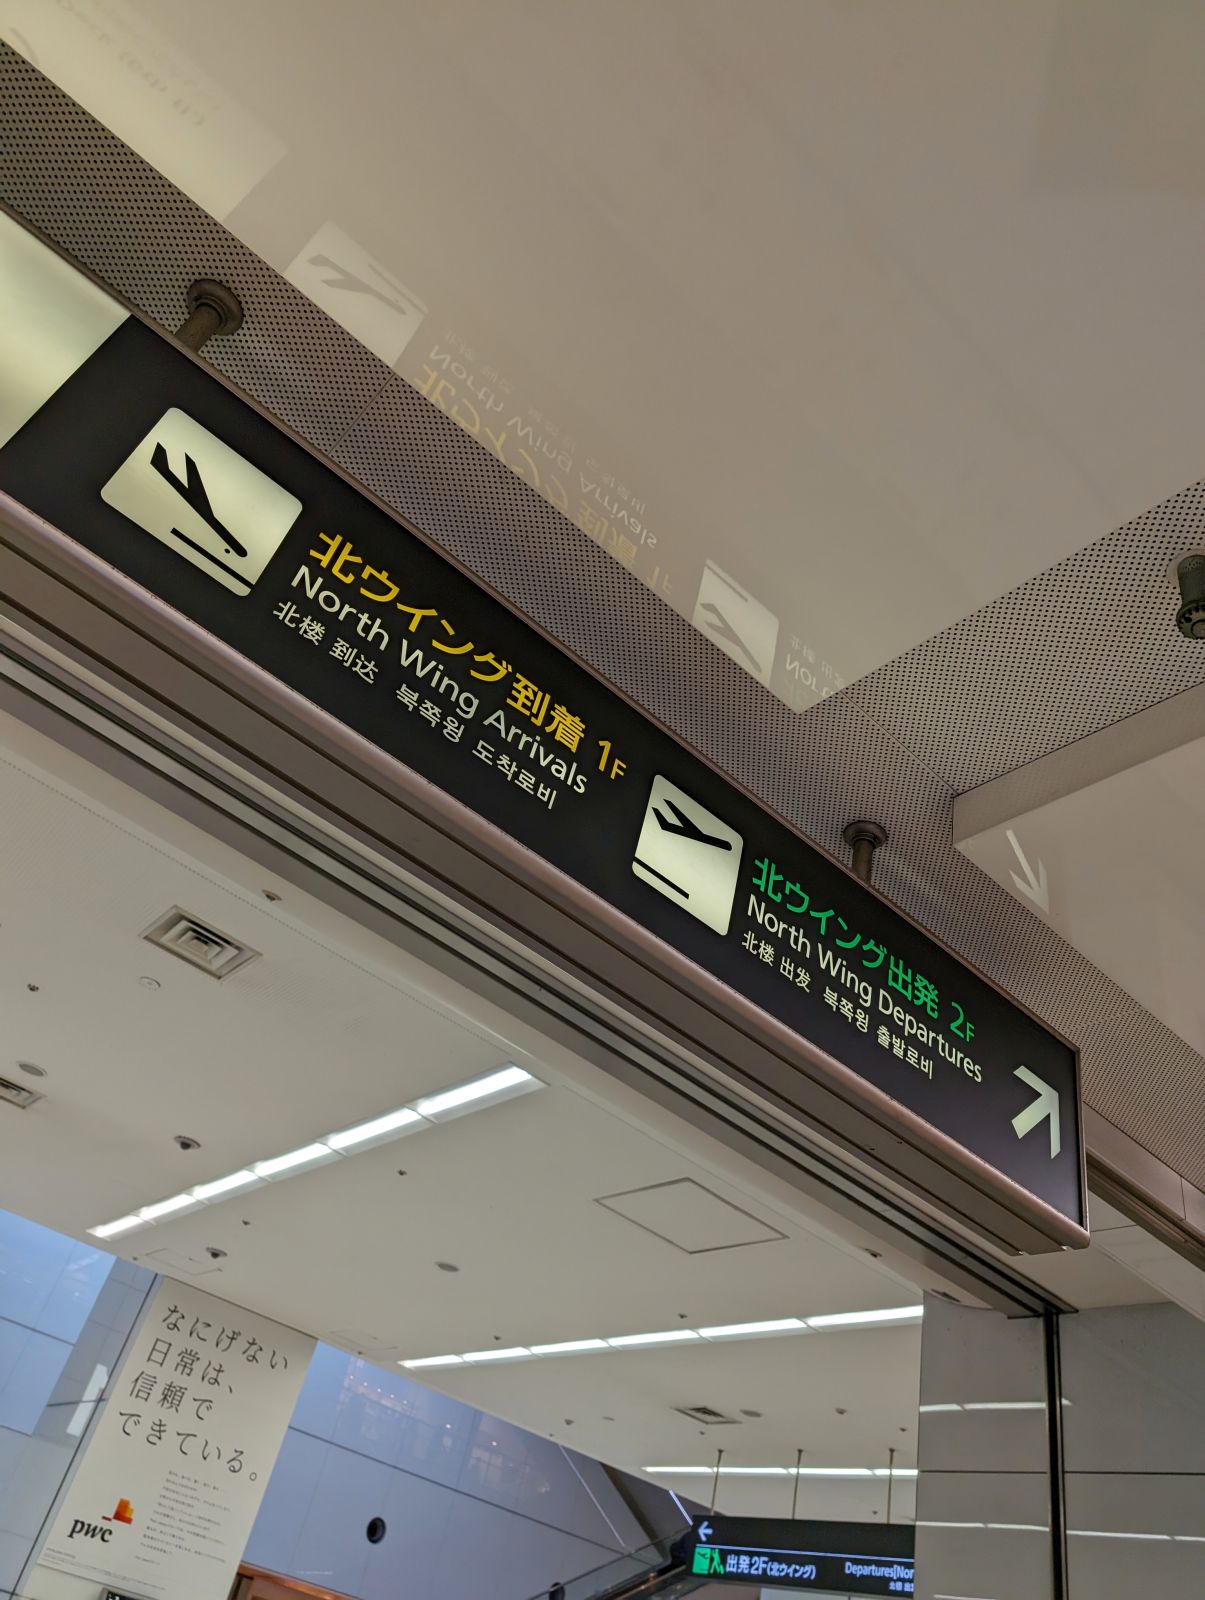 北ウイング到着 1F
North Wing Arrivals
北楼 到达 북쪽윙 도착로비
北ウイング出発 2F
North Wing Departures
北楼 出发 북쪽윙 출발로비
なにげない
日常は、
信頼で
できている。
pwc
出発2F(北ウイング)
Departures[Nor